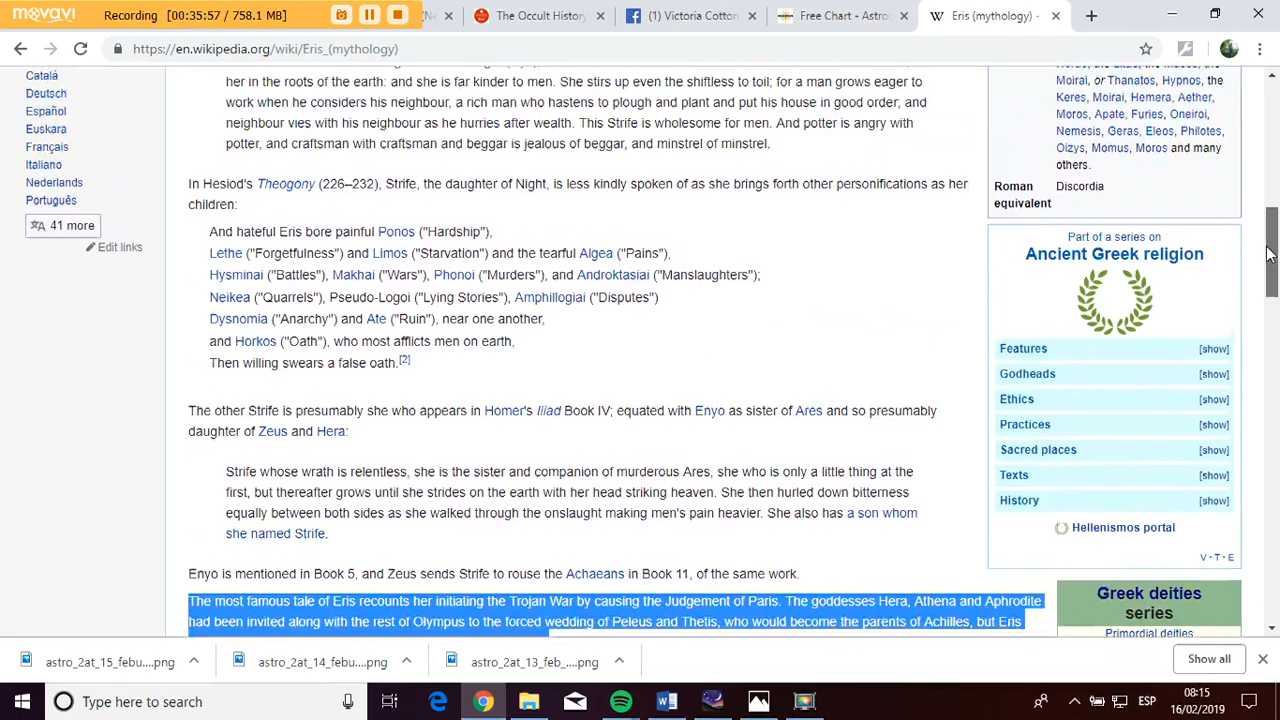 movavi
Recording (00:35:57 / 758.1 MB)
The Occult History
(1) Victoria Cotton
Free Chart - Astro
Eris (mythology) -
https://en.wikipedia.org/wiki/Eris_(mythology)
Català
Deutsch
Español
Euskara
Français
Italiano
Nederlands
Português
41 more
Edit links
her in the roots of the earth: and she is far kinder to men. She stirs up even the shiftless to toil; for a man grows eager to
work when he considers his neighbour, a rich man who hastens to plough and plant and put his house in good order; and
neighbour vies with his neighbour as he hurries after wealth. This Strife is wholesome for men. And potter is angry with
potter, and craftsman with craftsman and beggar is jealous of beggar, and minstrel of minstrel.
In Hesiod's Theogony (226–232), Strife, the daughter of Night, is less kindly spoken of as she brings forth other personifications as her
children:
And hateful Eris bore painful Ponos ("Hardship"),
Lethe ("Forgetfulness") and Limos ("Starvation") and the tearful Algea ("Pains"),
Hysminai ("Battles"), Makhai ("Wars"), Phonoi ("Murders"), and Androktasiai ("Manslaughters");
Neikea ("Quarrels"), Pseudo-Logoi ("Lying Stories"), Amphillogiai ("Disputes")
Dysnomia ("Anarchy") and Ate ("Ruin"), near one another,
and Horkos ("Oath"), who most afflicts men on earth,
Then willing swears a false oath.[2]
The other Strife is presumably she who appears in Homer's Iliad Book IV; equated with Enyo as sister of Ares and so presumably
daughter of Zeus and Hera:
Strife whose wrath is relentless, she is the sister and companion of murderous Ares, she who is only a little thing at the
first, but thereafter grows until she strides on the earth with her head striking heaven. She then hurled down bitterness
equally between both sides as she walked through the onslaught making men's pain heavier. She also has a son whom
she named Strife.
Enyo is mentioned in Book 5, and Zeus sends Strife to rouse the Achaeans in Book 11, of the same work.
The most famous tale of Eris recounts her initiating the Trojan War by causing the Judgement of Paris. The goddesses Hera, Athena and Aphrodite
had been invited along with the rest of Olympus to the forced wedding of Peleus and Thetis, who would become the parents of Achilles, but Eris
Moirai, or Thanatos, Hypnos, the
Keres, Moirai, Hemera, Aether,
Moros, Apate, Furies, Oneiroi,
Nemesis, Geras, Eleos, Philotes,
Oizys, Momus, Moros and many
others.
Roman Discordia
equivalent
Part of a series on
Ancient Greek religion
Features [show]
Godheads [show]
Ethics [show]
Practices [show]
Sacred places [show]
Texts [show]
History [show]
Hellenismos portal
V·T·E
Greek deities
series
Primordial deities
astro_2at_15_febu....png
astro_2at_14_febu....png
astro_2at_13_feb_....png
Show all
Type here to search
ESP
08:15
16/02/2019